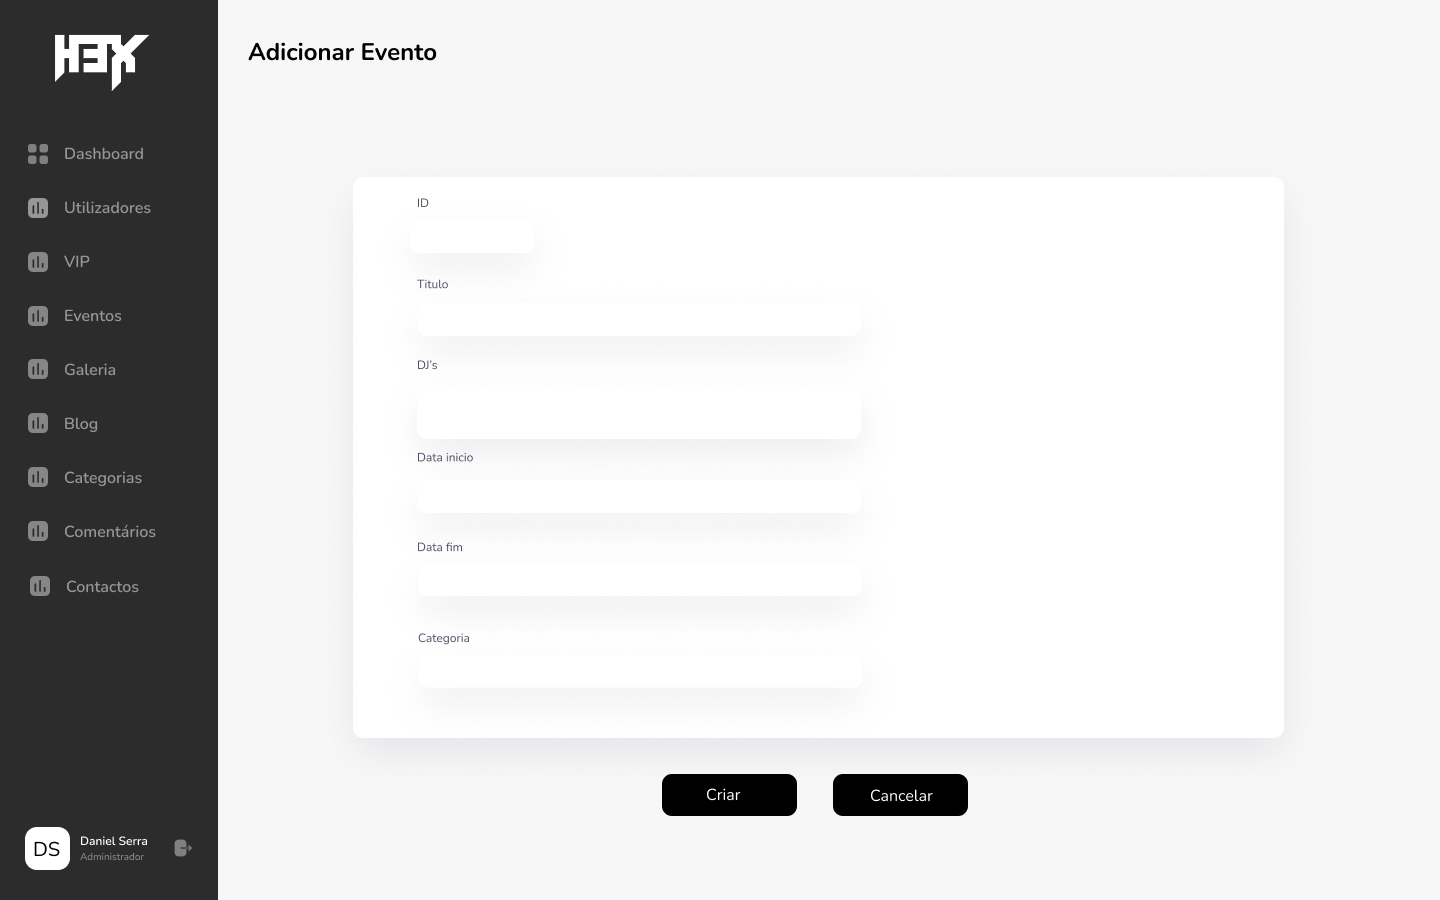 HEX
Adicionar Evento
Dashboard
Utilizadores
VIP
Eventos
Galeria
Blog
Categorias
Comentários
Contactos
DS
Daniel Serra
Administrador
ID
Titulo
DJ's
Data inicio
Data fim
Categoria
Criar
Cancelar